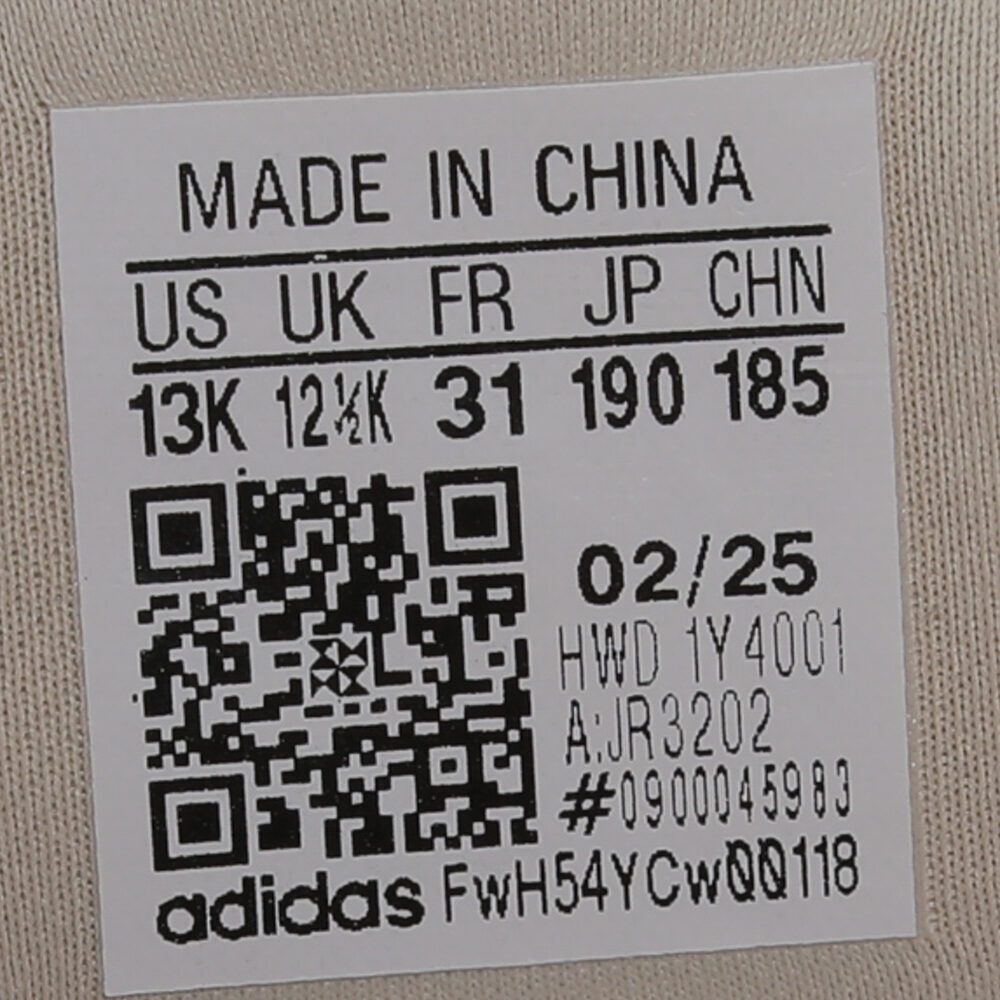 MADE IN CHINA
US UK FR JP CHN
13K 12½K 31 190 185
02/25
HWD 1Y4001
A:JR3202
#0900045983
adidas FwH54YCwQQ118